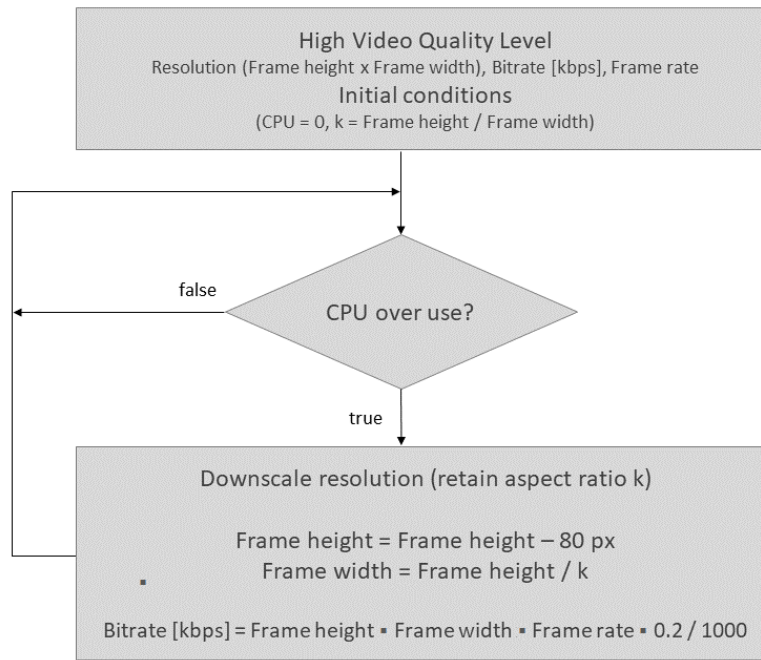 High Video Quality Level
Resolution (Frame height x Frame width), Bitrate [kbps], Frame rate
Initial conditions
(CPU = 0, k = Frame height / Frame width)
false
CPU over use?
true
Downscale resolution (retain aspect ratio k)
Frame height = Frame height – 80 px
Frame width = Frame height / k
Bitrate [kbps] = Frame height ▪ Frame width ▪ Frame rate ▪ 0.2 / 1000